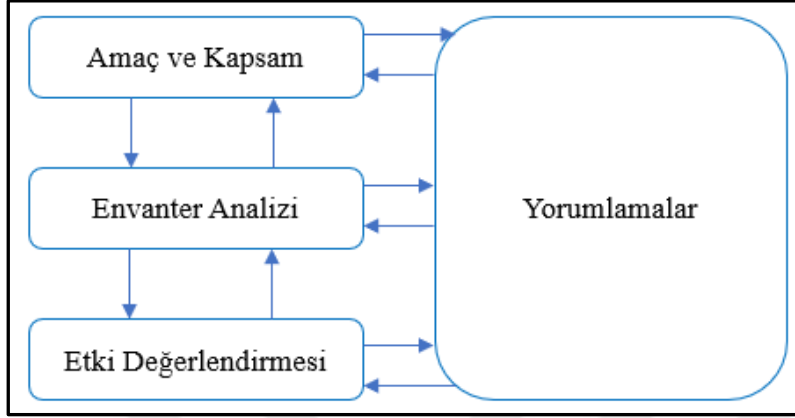 Amaç ve Kapsam
Envanter Analizi
Yorumlamalar
Etki Değerlendirmesi